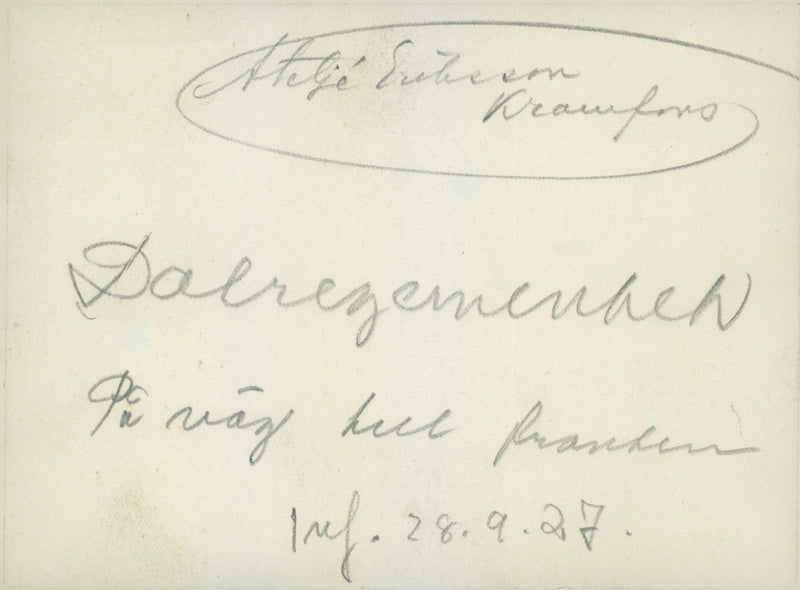 Ateljé Eriksson
Kramfors
Dalregementet
På väg till fronten
Inf. 28.9.27.